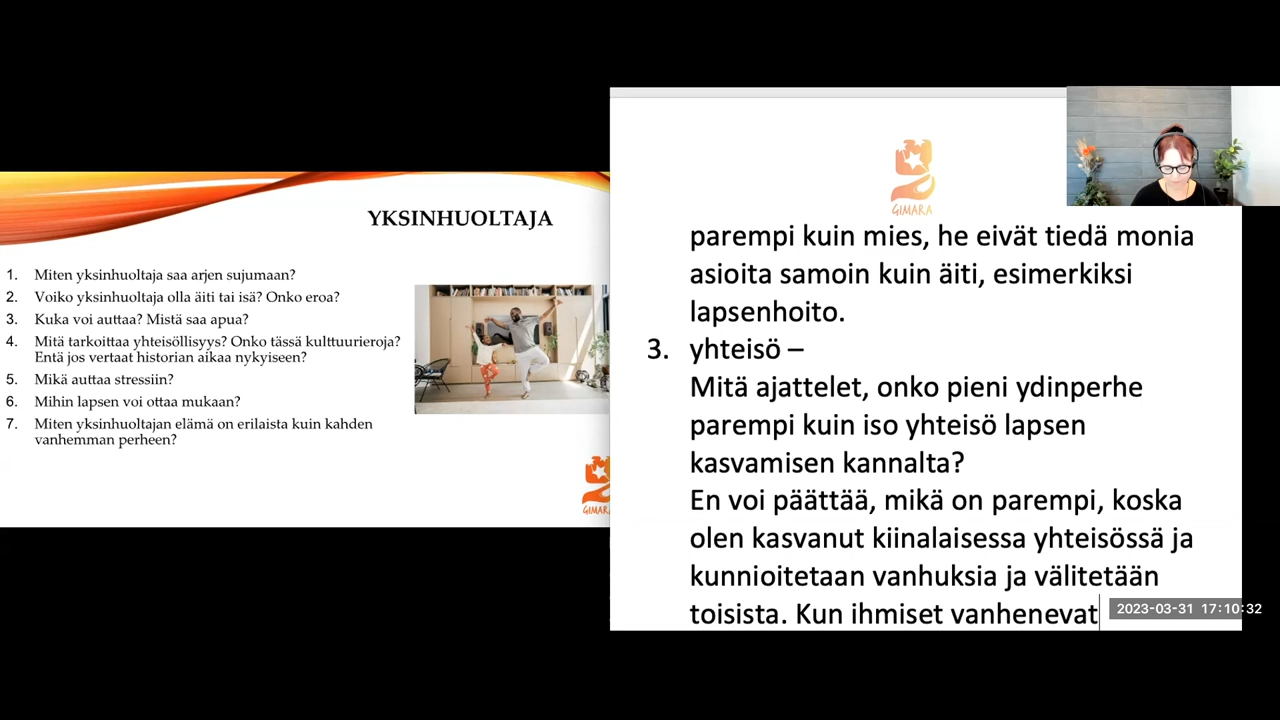 YKSINHUOLTAJA
1. Miten yksinhuoltaja saa arjen sujumaan?
2. Voiko yksinhuoltaja olla äiti tai isä? Onko eroa?
3. Kuka voi auttaa? Mistä saa apua?
4. Mitä tarkoittaa yhteisöllisyys? Onko tässä kulttuurieroja?
Entä jos vertaat historian aikaa nykyiseen?
5. Mikä auttaa stressiin?
6. Mihin lapsen voi ottaa mukaan?
7. Miten yksinhuoltajan elämä on erilaista kuin kahden
vanhemman perheen?
GIMARA
GIMARA
parempi kuin mies, he eivät tiedä monia
asioita samoin kuin äiti, esimerkiksi
lapsenhoito.
3. yhteisö –
Mitä ajattelet, onko pieni ydinperhe
parempi kuin iso yhteisö lapsen
kasvamisen kannalta?
En voi päättää, mikä on parempi, koska
olen kasvanut kiinalaisessa yhteisössä ja
kunnioitetaan vanhuksia ja välitetään
toisista. Kun ihmiset vanhenevat
2023-03-31 17:10:32